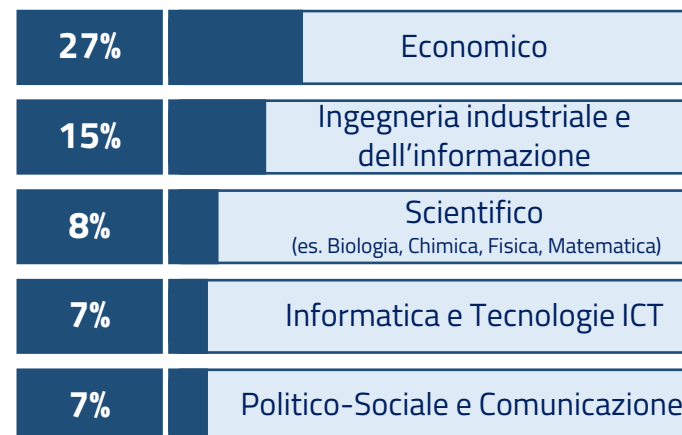 27%
Economico
15%
Ingegneria industriale e
dell'informazione
8%
Scientifico
(es. Biologia, Chimica, Fisica, Matematica)
7%
Informatica e Tecnologie ICT
7%
Politico-Sociale e Comunicazione